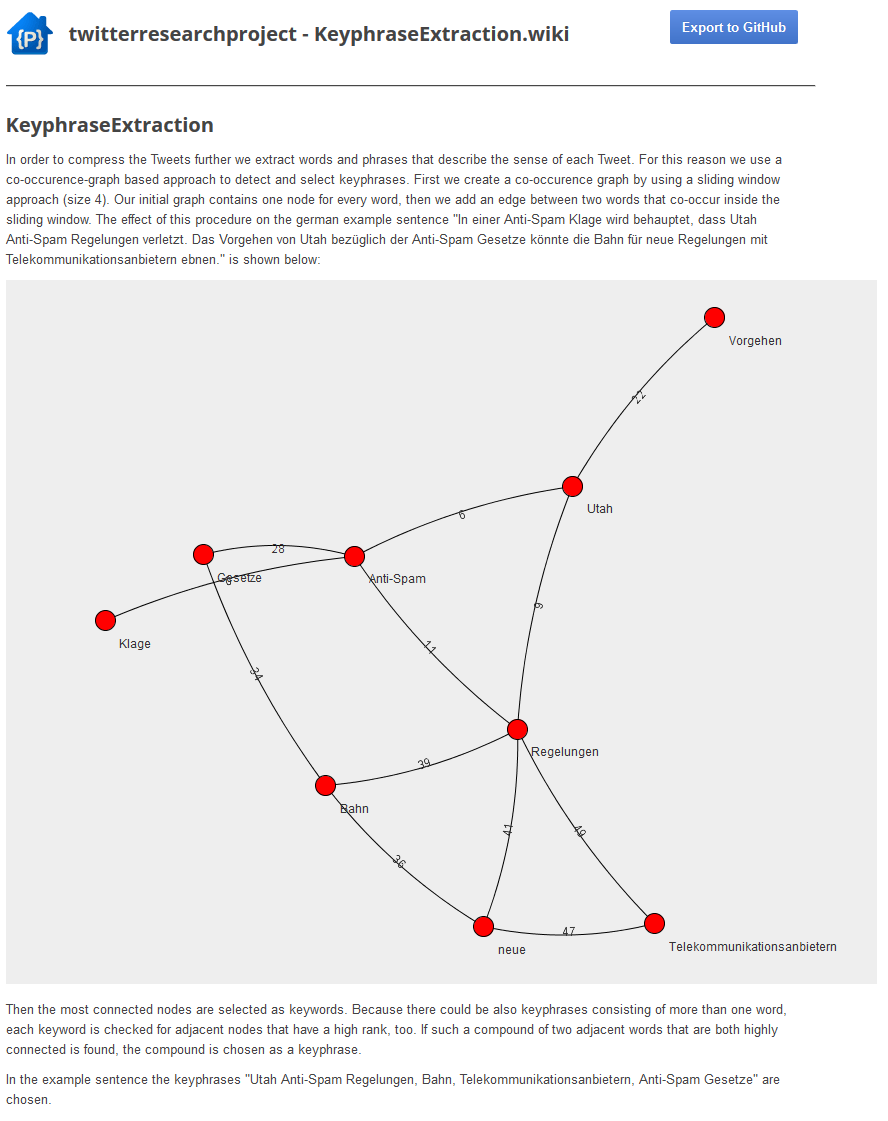 {P}
twitterresearchproject - KeyphraseExtraction.wiki
Export to GitHub
KeyphraseExtraction
In order to compress the Tweets further we extract words and phrases that describe the sense of each Tweet. For this reason we use a
co-occurence-graph based approach to detect and select keyphrases. First we create a co-occurence graph by using a sliding window
approach (size 4). Our initial graph contains one node for every word, then we add an edge between two words that co-occur inside the
sliding window. The effect of this procedure on the german example sentence "In einer Anti-Spam Klage wird behauptet, dass Utah
Anti-Spam Regelungen verletzt. Das Vorgehen von Utah bezüglich der Anti-Spam Gesetze könnte die Bahn für neue Regelungen mit
Telekommunikationsanbietern ebnen." is shown below:
Vorgehen
22
Utah
6
28
Gesetze
Anti-Spam
9
Klage
11
34
Regelungen
39
Bahn
41
49
36
47
neue
Telekommunikationsanbietern
Then the most connected nodes are selected as keywords. Because there could be also keyphrases consisting of more than one word,
each keyword is checked for adjacent nodes that have a high rank, too. If such a compound of two adjacent words that are both highly
connected is found, the compound is chosen as a keyphrase.
In the example sentence the keyphrases "Utah Anti-Spam Regelungen, Bahn, Telekommunikationsanbietern, Anti-Spam Gesetze" are
chosen.